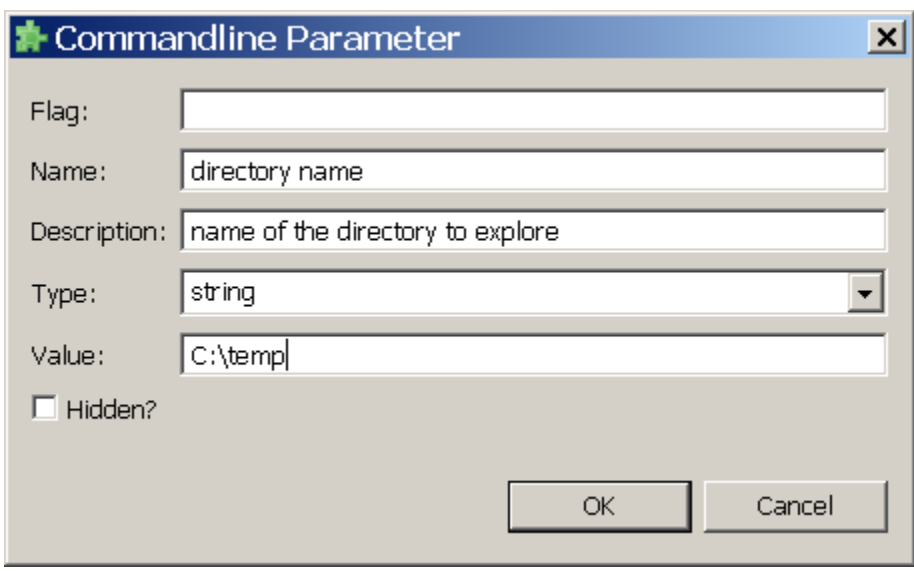 Commandline Parameter
Flag:
Name: directory name
Description: name of the directory to explore
Type: string
Value: C:\temp
Hidden?
OK Cancel